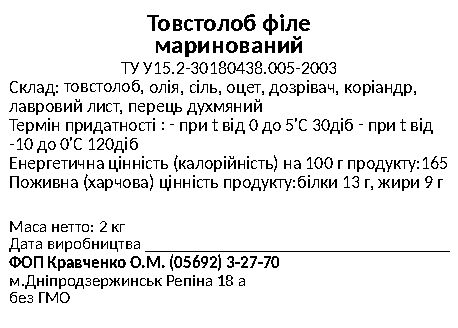 Товстолоб філе
маринований
ТУ У15.2-30180438.005-2003
Склад: товстолоб, олія, сіль, оцет, дозрівач, коріандр,
лавровий лист, перець духмяний
Термін придатності : - при t від 0 до 5'С 30діб - при t від
-10 до 0'С 120діб
Енергетична цінність (калорійність) на 100 г продукту:165
Поживна (харчова) цінність продукту:білки 13 г, жири 9 г
Маса нетто: 2 кг
Дата виробництва ___________________________________
ФОП Кравченко О.М. (05692) 3-27-70
м.Дніпродзержинськ Репіна 18 а
без ГМО